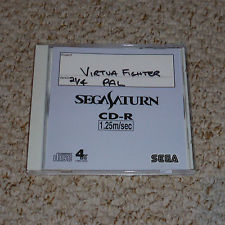 VIRTUA FIGHTER
2/4 PAL
SEGA SATURN
CD-R
1.25m/sec
4
SEGA